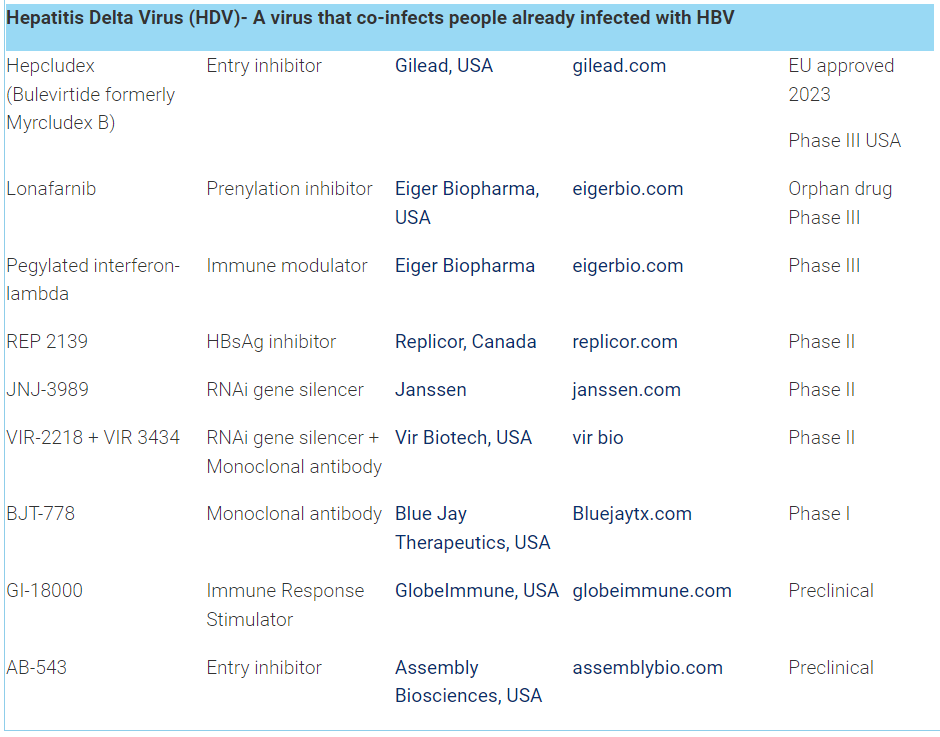 Hepatitis Delta Virus (HDV)- A virus that co-infects people already infected with HBV
Hepcludex Entry inhibitor Gilead, USA gilead.com EU approved
(Bulevirtide formerly 2023
Myrcludex B)
Phase III USA
Lonafarnib Prenylation inhibitor Eiger Biopharma, eigerbio.com Orphan drug
USA Phase III
Pegylated interferon- Immune modulator Eiger Biopharma eigerbio.com Phase III
lambda
REP 2139 HBsAg inhibitor Replicor, Canada replicor.com Phase II
JNJ-3989 RNAi gene silencer Janssen janssen.com Phase II
VIR-2218 + VIR 3434 RNAi gene silencer + Vir Biotech, USA vir bio Phase II
Monoclonal antibody
BJT-778 Monoclonal antibody Blue Jay Bluejaytx.com Phase I
Therapeutics, USA
GI-18000 Immune Response GlobeImmune, USA globeimmune.com Preclinical
Stimulator
AB-543 Entry inhibitor Assembly assemblybio.com Preclinical
Biosciences, USA